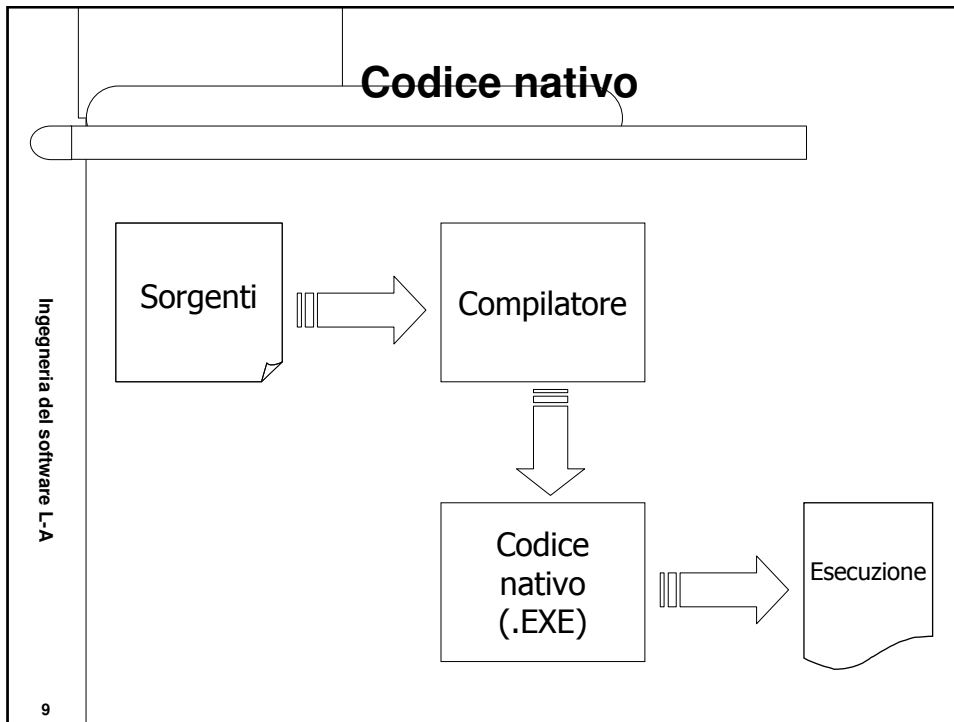 Codice nativo
Sorgenti
Compilatore
Codice
nativo
(.EXE)
Esecuzione
Ingegneria del software L-A
9